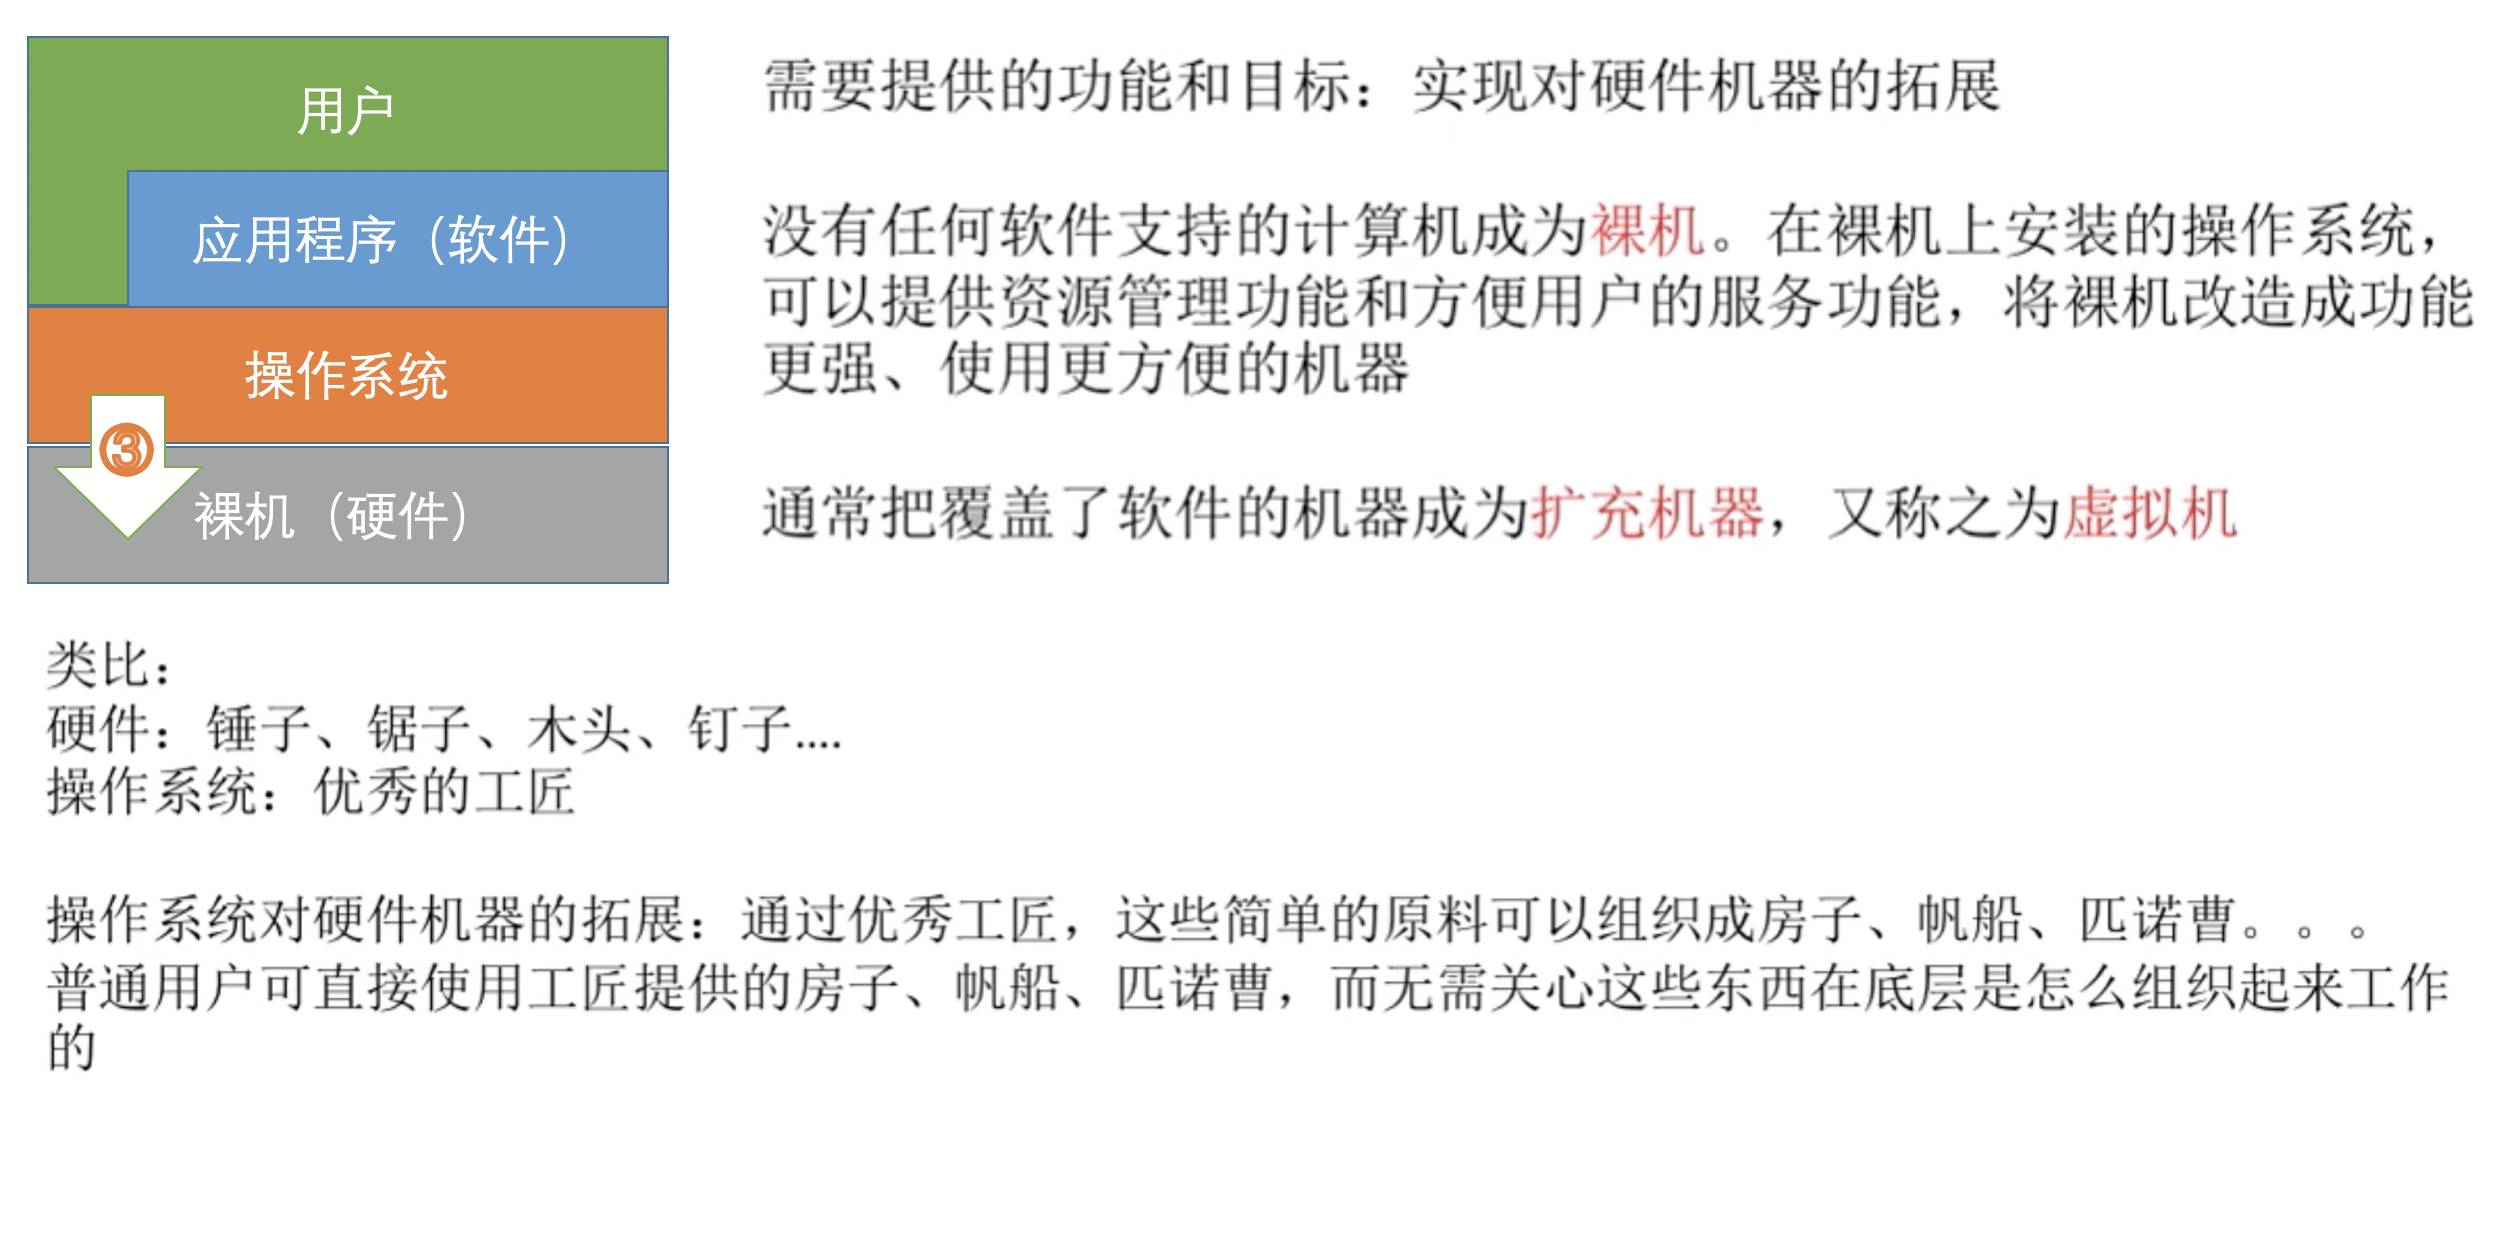 用户
应用程序（软件）
操作系统
③
裸机（硬件）
需要提供的功能和目标：实现对硬件机器的拓展
没有任何软件支持的计算机成为裸机。在裸机上安装的操作系统，
可以提供资源管理功能和方便用户的服务功能，将裸机改造成功能
更强、使用更方便的机器
通常把覆盖了软件的机器成为扩充机器，又称之为虚拟机
类比：
硬件：锤子、锯子、木头、钉子....
操作系统：优秀的工匠
操作系统对硬件机器的拓展：通过优秀工匠，这些简单的原料可以组织成房子、帆船、匹诺曹。。。
普通用户可直接使用工匠提供的房子、帆船、匹诺曹，而无需关心这些东西在底层是怎么组织起来工作
的